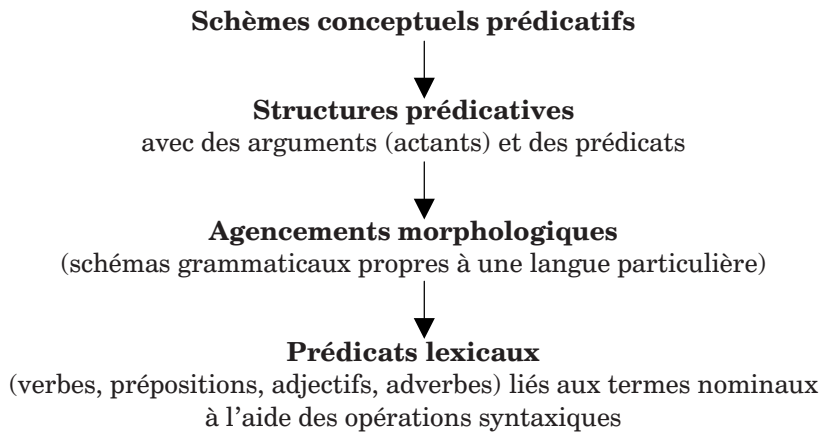 Schèmes conceptuels prédicatifs
Structures prédicatives
avec des arguments (actants) et des prédicats
Agencements morphologiques
(schémas grammaticaux propres à une langue particulière)
Prédicats lexicaux
(verbes, prépositions, adjectifs, adverbes) liés aux termes nominaux
à l’aide des opérations syntaxiques